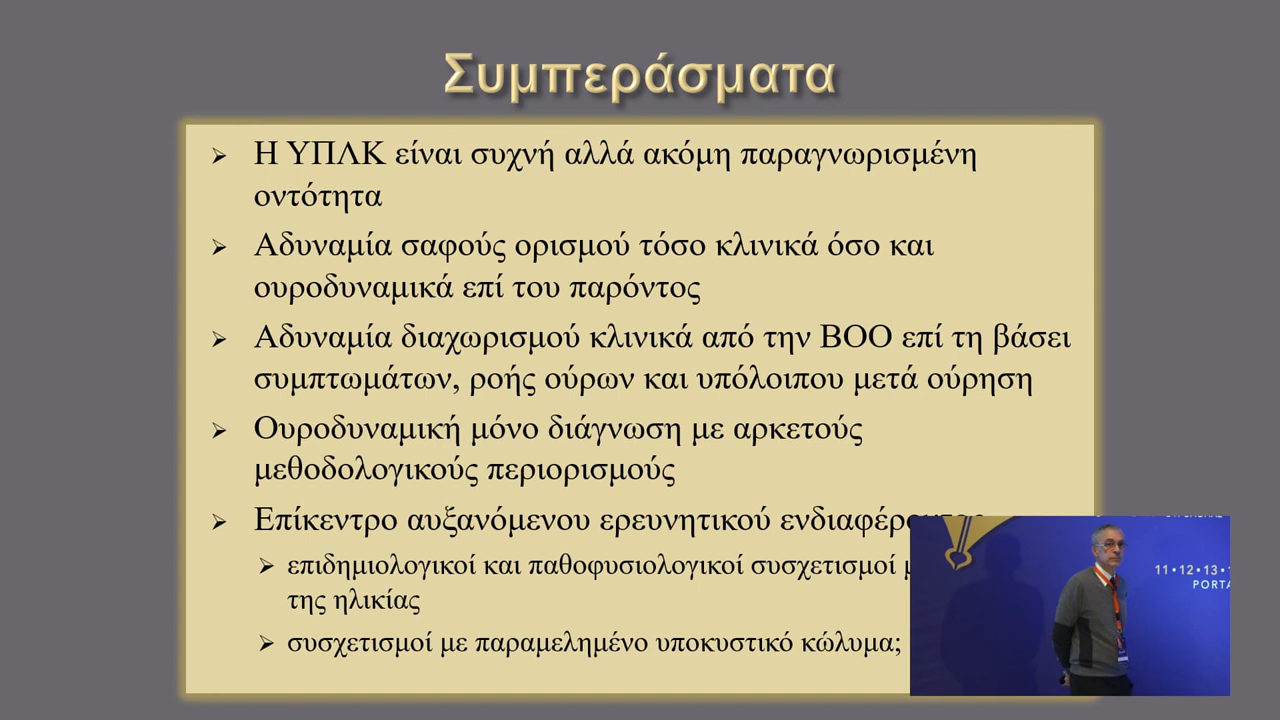 Συμπεράσματα
Η ΥΠΛΚ είναι συχνή αλλά ακόμη παραγνωρισμένη
οντότητα
Αδυναμία σαφούς ορισμού τόσο κλινικά όσο και
ουροδυναμικά επί του παρόντος
Αδυναμία διαχωρισμού κλινικά από την ΒΟΟ επί τη βάσει
συμπτωμάτων, ροής ούρων και υπόλοιπου μετά ούρηση
Ουροδυναμική μόνο διάγνωση με αρκετούς
μεθοδολογικούς περιορισμούς
Επίκεντρο αυξανόμενου ερευνητικού
επιδημιολογικοί και παθοφυσιολογικοί συσχετισμοί
της ηλικίας
συσχετισμοί με παραμελημένο υποκυστικό κώλυμα;
11•12•13•
PORTA